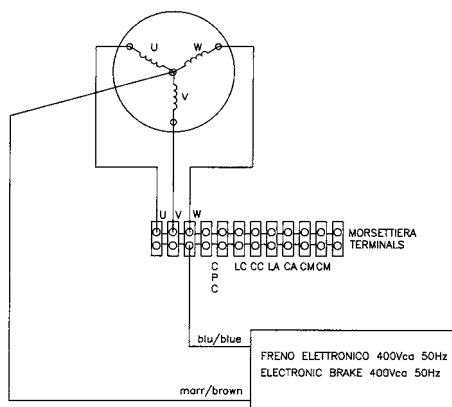 U W
V
U V W
MORSETTIERA
TERMINALS
C
P
C
LC CC LA CA CM CM
blu/blue
FRENO ELETTRONICO 400Vca 50Hz
ELECTRONIC BRAKE 400Vca 50Hz
marr/brown